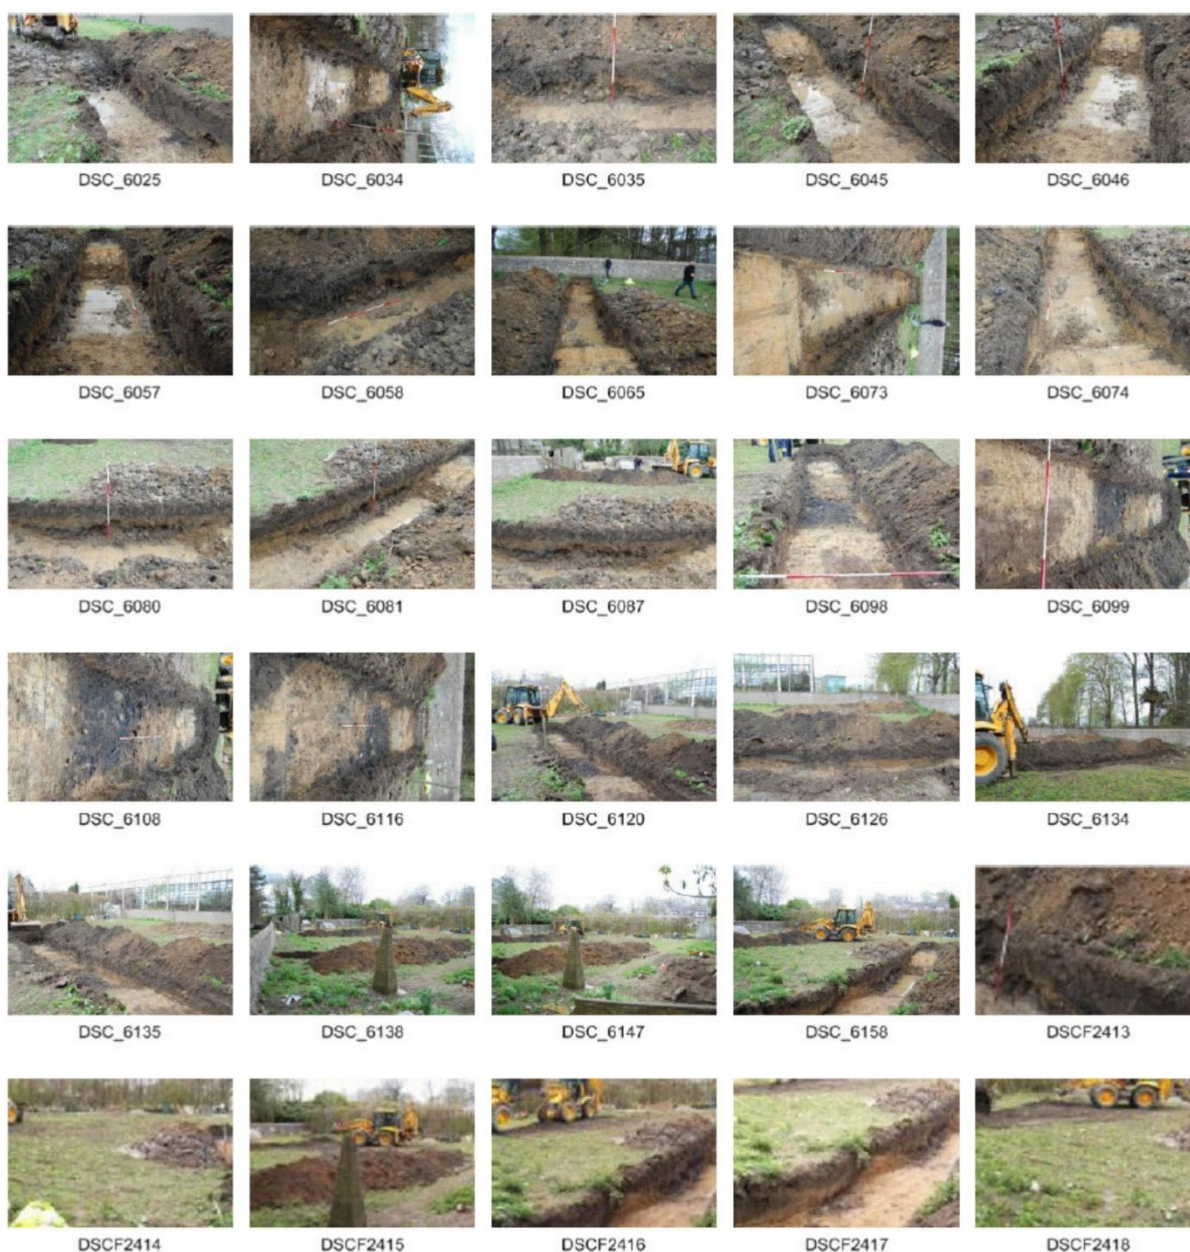 DSC_6025 DSC_6034 DSC_6035 DSC_6045 DSC_6046
DSC_6057 DSC_6058 DSC_6065 DSC_6073 DSC_6074
DSC_6080 DSC_6081 DSC_6087 DSC_6098 DSC_6099
DSC_6108 DSC_6116 DSC_6120 DSC_6126 DSC_6134
DSC_6135 DSC_6138 DSC_6147 DSC_6158 DSCF2413
DSCF2414 DSCF2415 DSCF2416 DSCF2417 DSCF2418